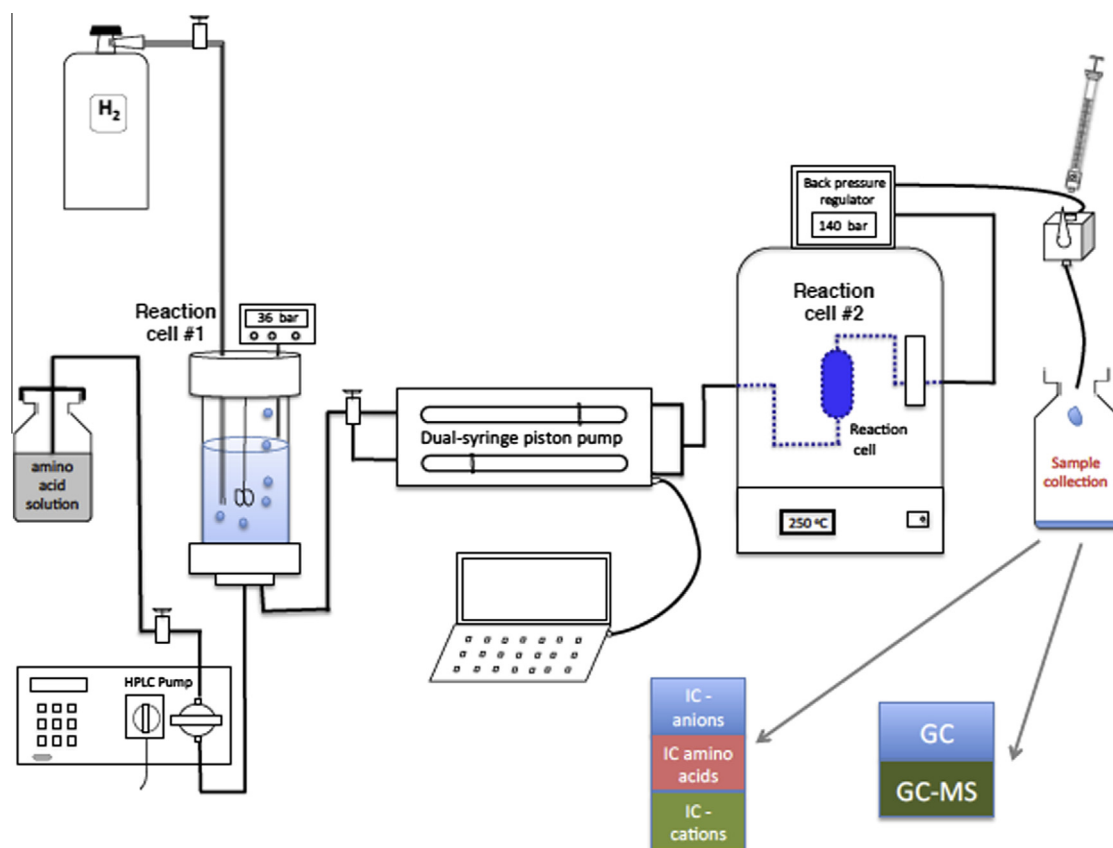 H2
Reaction
cell #1
36 bar
amino
acid
solution
HPLC Pump
Dual-syringe piston pump
Back pressure
regulator
140 bar
Reaction
cell #2
Reaction
cell
250 ºC
Sample
collection
IC -
anions
IC amino
acids
IC -
cations
GC
GC-MS